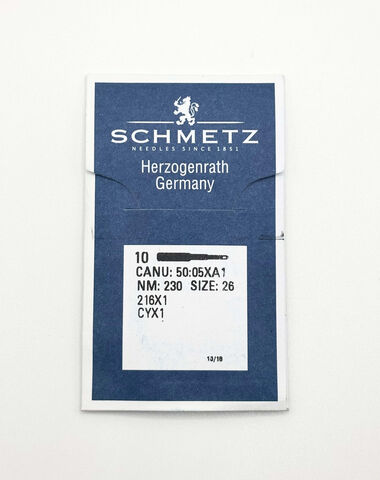 SCHMETZ
NEEDLES SINCE 1851
Herzogenrath
Germany
10
CANU: 50:05XA1
NM: 230 SIZE: 26
216X1
CYX1
13/18